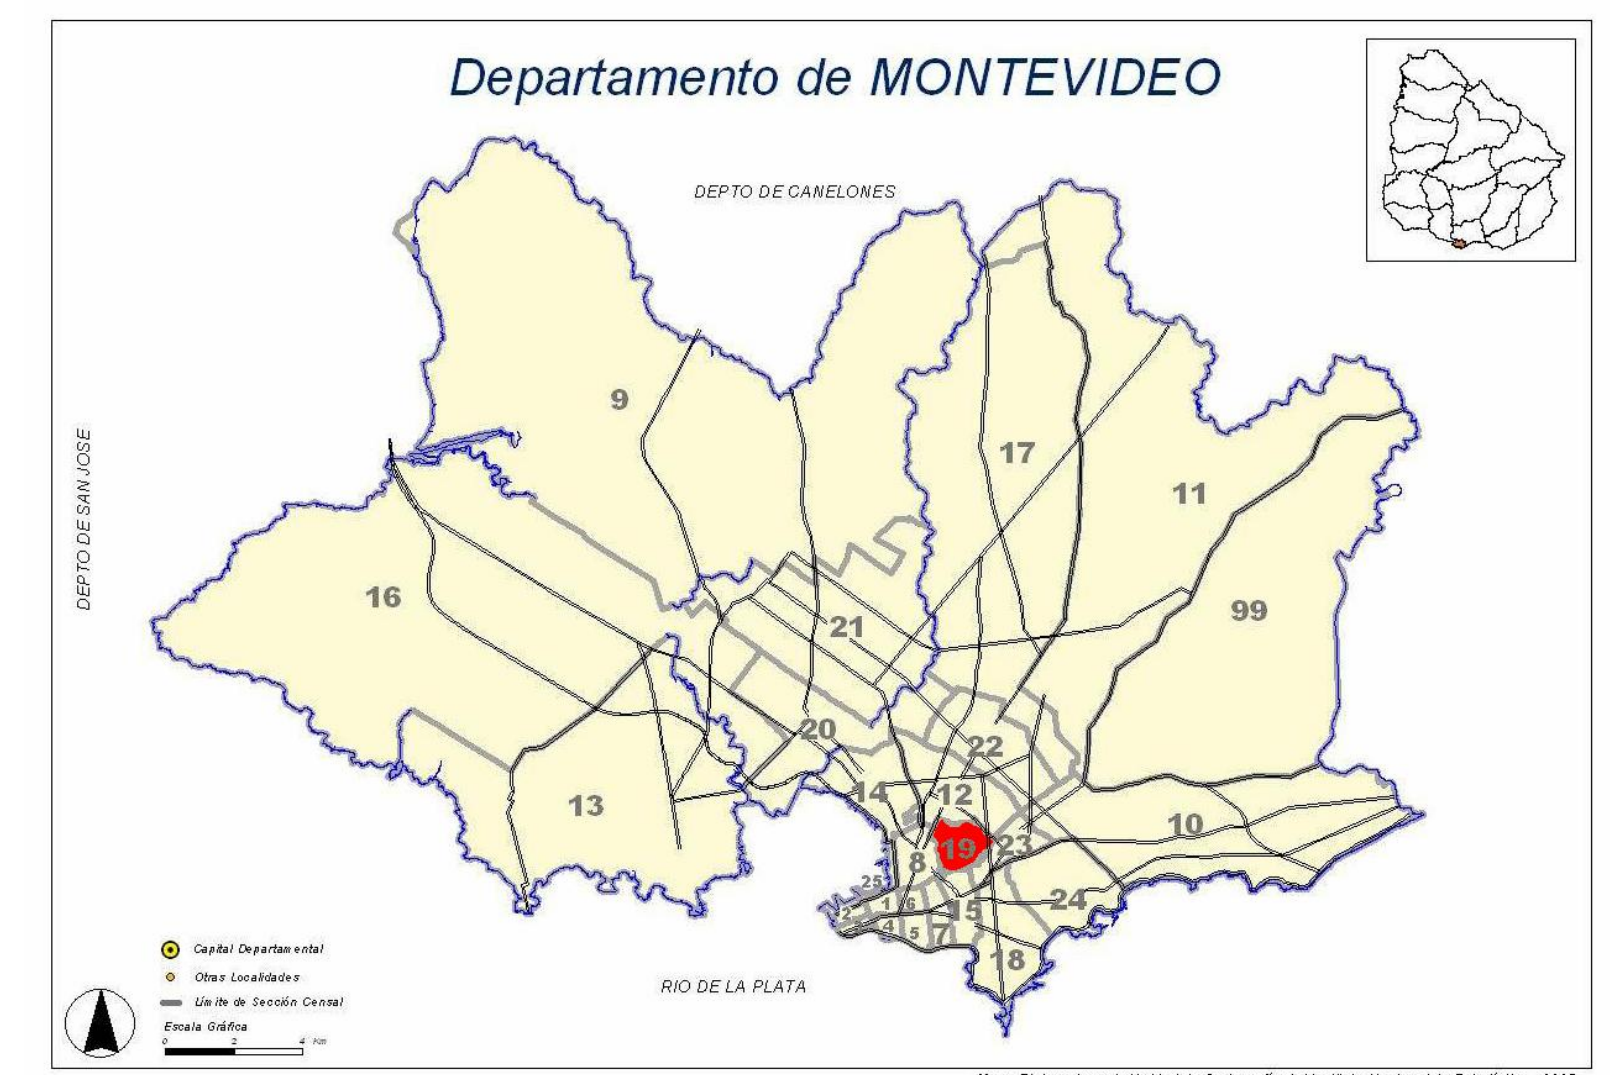 Departamento de MONTEVIDEO
DEPTO DE CANELONES
DEPTO DE SAN JOSE
9
17
11
16
99
21
20
22
14
12
13
10
19
23
8
25
24
1
6
2
15
4
5
7
18
RIO DE LA PLATA
Capital Departamental
Otras Localidades
Límite de Sección Censal
Escala Gráfica
0 2 4 Km